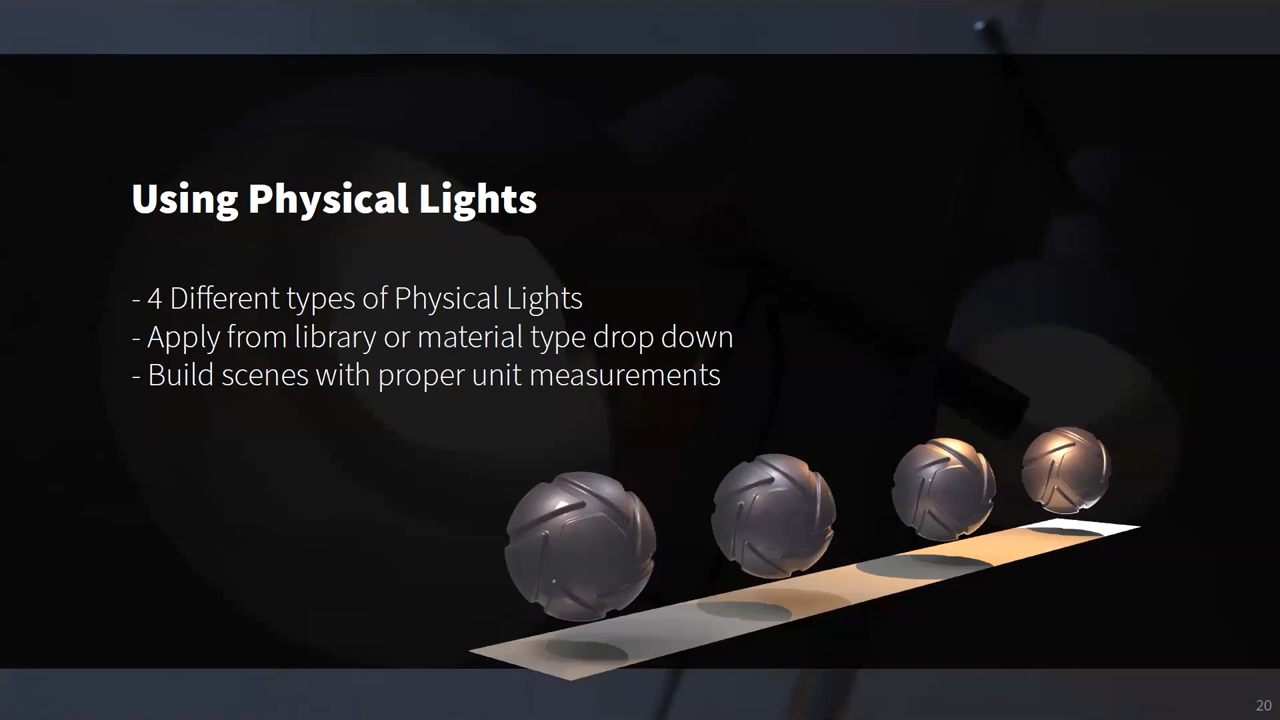 Using Physical Lights
- 4 Different types of Physical Lights
- Apply from library or material type drop down
- Build scenes with proper unit measurements
20